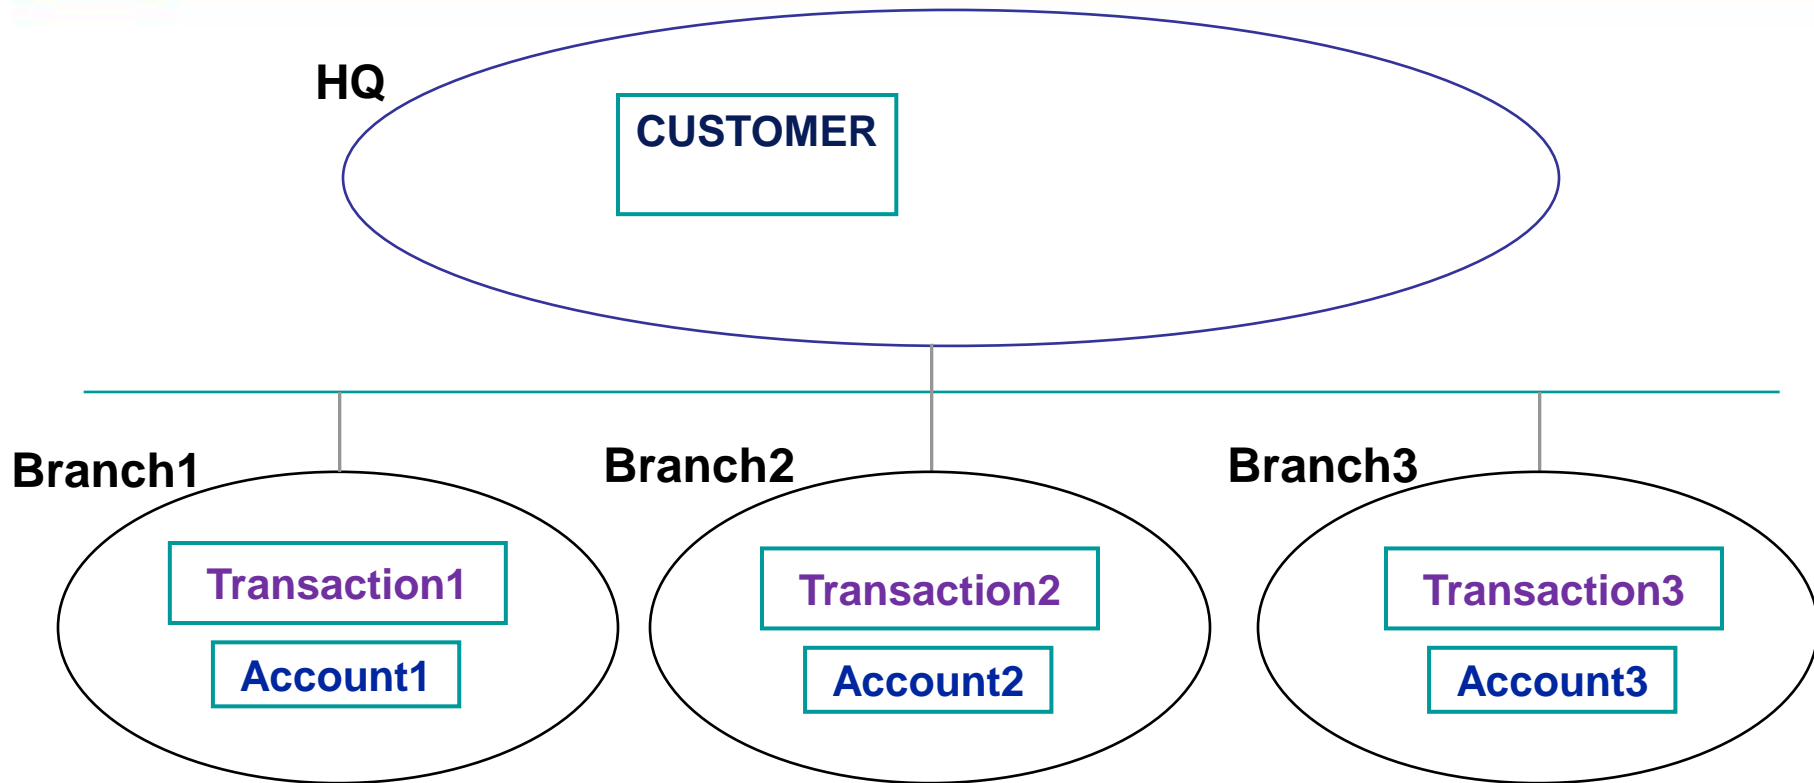 HQ
CUSTOMER
Branch1
Branch2
Branch3
Transaction1
Transaction2
Transaction3
Account1
Account2
Account3